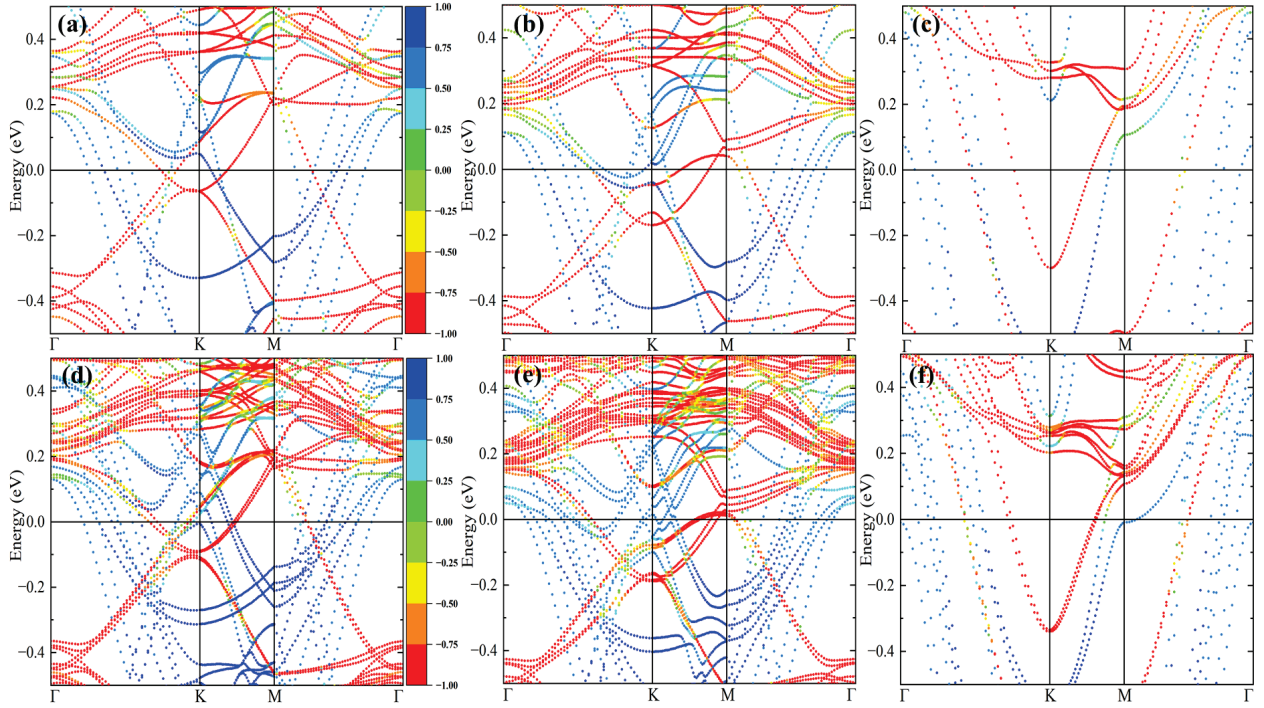 (a)
Energy (eV)
0.4
0.2
0.0
−0.2
−0.4
Γ
K
M
Γ
1.00
0.75
0.50
0.25
0.00
−0.25
−0.50
−0.75
−1.00
(b)
Energy (eV)
0.4
0.2
0.0
−0.2
−0.4
Γ
K
M
Γ
(c)
Energy (eV)
0.4
0.2
0.0
−0.2
−0.4
Γ
K
M
Γ
(d)
Energy (eV)
0.4
0.2
0.0
−0.2
−0.4
Γ
K
M
Γ
1.00
0.75
0.50
0.25
0.00
−0.25
−0.50
−0.75
−1.00
(e)
Energy (eV)
0.4
0.2
0.0
−0.2
−0.4
Γ
K
M
Γ
(f)
Energy (eV)
0.4
0.2
0.0
−0.2
−0.4
Γ
K
M
Γ